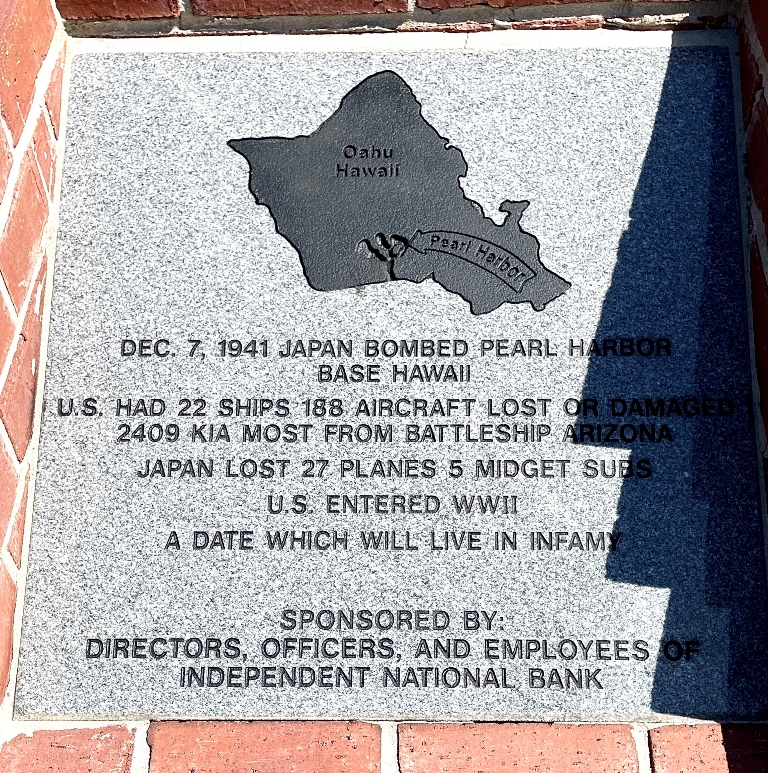 Oahu
Hawaii
Pearl Harbor
DEC. 7, 1941 JAPAN BOMBED PEARL HARBOR
BASE HAWAII
U.S. HAD 22 SHIPS 188 AIRCRAFT LOST OR DAMAGED
2409 KIA MOST FROM BATTLESHIP ARIZONA
JAPAN LOST 27 PLANES 5 MIDGET SUBS
U.S. ENTERED WWII
A DATE WHICH WILL LIVE IN INFAMY
SPONSORED BY:
DIRECTORS, OFFICERS, AND EMPLOYEES OF
INDEPENDENT NATIONAL BANK